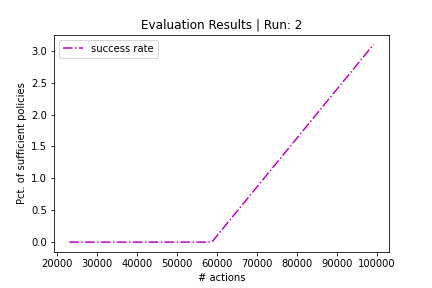 Evaluation Results | Run: 2
success rate
Pct. of sufficient policies
3.0
2.5
2.0
1.5
1.0
0.5
0.0
20000 30000 40000 50000 60000 70000 80000 90000 100000
# actions